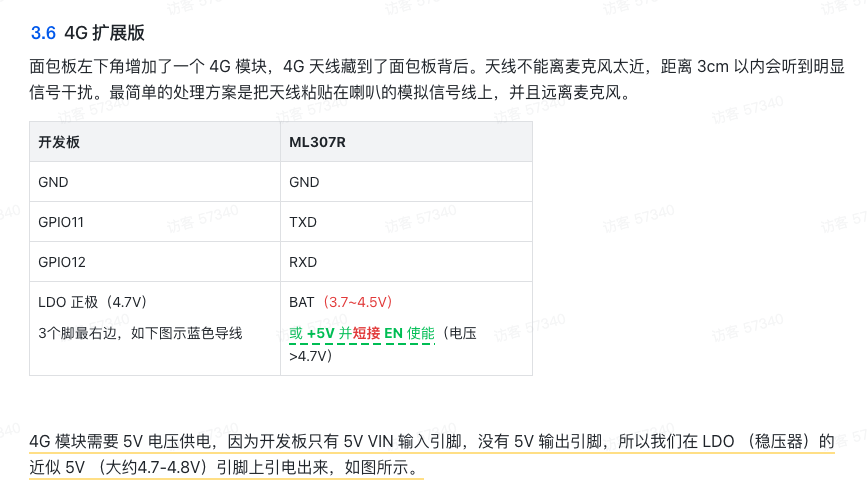 3.6 4G 扩展版
面包板左下角增加了一个 4G 模块，4G 天线藏到了面包板背后。天线不能离麦克风太近，距离 3cm 以内会听到明显
信号干扰。最简单的处理方案是把天线粘贴在喇叭的模拟信号线上，并且远离麦克风。
开发板 ML307R
GND GND
GPIO11 TXD
GPIO12 RXD
LDO 正极（4.7V） BAT（3.7~4.5V）
3个脚最右边，如下图示蓝色导线 或 +5V 并短接 EN 使能（电压
>4.7V）
4G 模块需要 5V 电压供电，因为开发板只有 5V VIN 输入引脚，没有 5V 输出引脚，所以我们在 LDO （稳压器）的
近似 5V （大约4.7-4.8V）引脚上引电出来，如图所示。
访客 57340